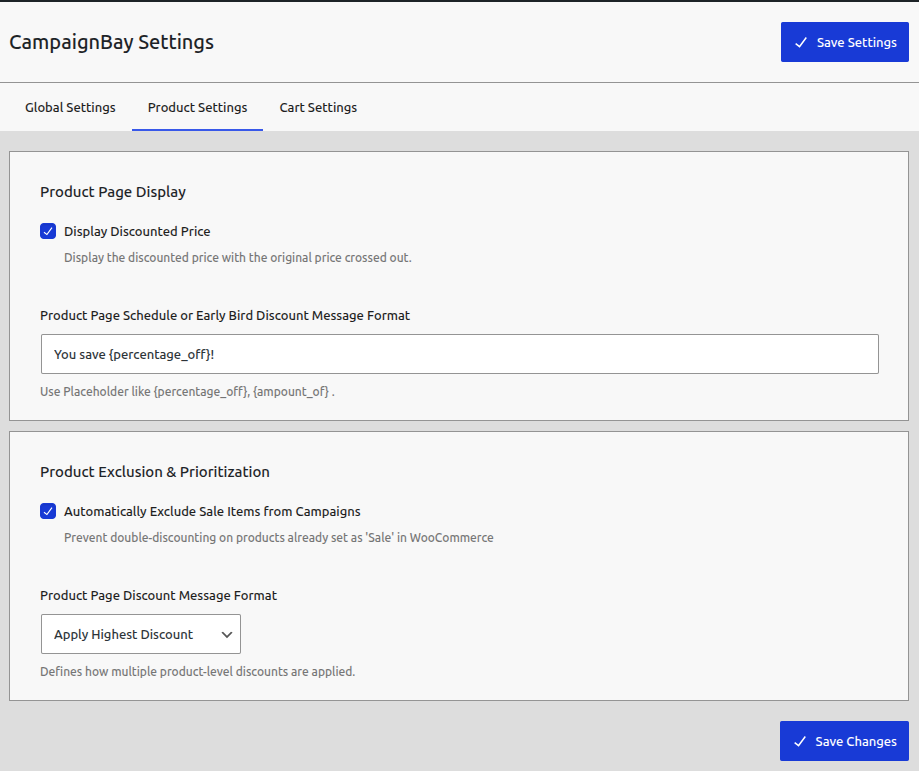 CampaignBay Settings
Save Settings
Global Settings
Product Settings
Cart Settings
Product Page Display
Display Discounted Price
Display the discounted price with the original price crossed out.
Product Page Schedule or Early Bird Discount Message Format
You save {percentage_off}!
Use Placeholder like {percentage_off}, {ampount_of} .
Product Exclusion & Prioritization
Automatically Exclude Sale Items from Campaigns
Prevent double-discounting on products already set as 'Sale' in WooCommerce
Product Page Discount Message Format
Apply Highest Discount
Defines how multiple product-level discounts are applied.
Save Changes